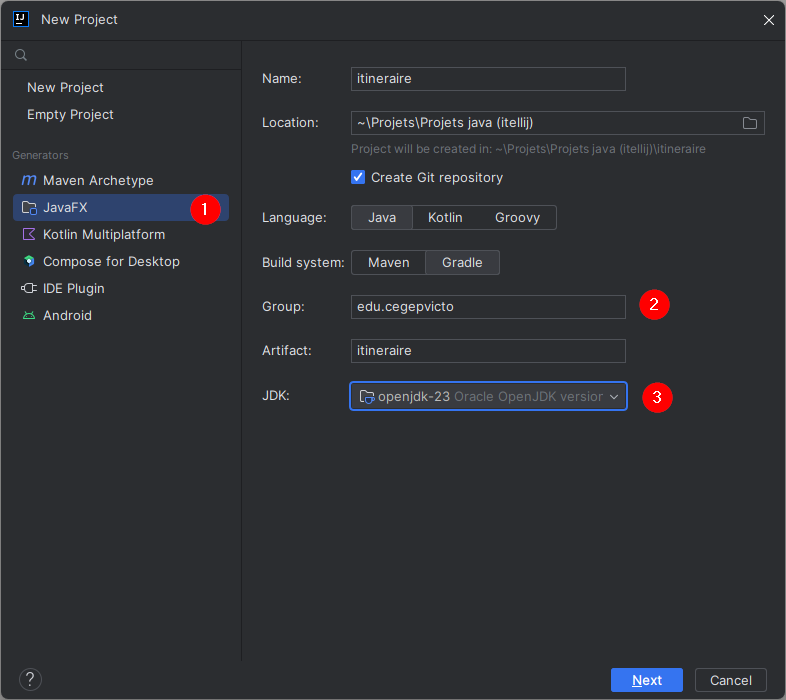 New Project
New Project
Empty Project
Generators
Maven Archetype
JavaFX
1
Kotlin Multiplatform
Compose for Desktop
IDE Plugin
Android
Name: itineraire
Location: ~\Projets\Projets java (itellij)
Project will be created in: ~\Projets\Projets java (itellij)\itineraire
Create Git repository
Language: Java Kotlin Groovy
Build system: Maven Gradle
Group: edu.cegepvicto 2
Artifact: itineraire
JDK: openjdk-23 Oracle OpenJDK versior 3
? Next Cancel